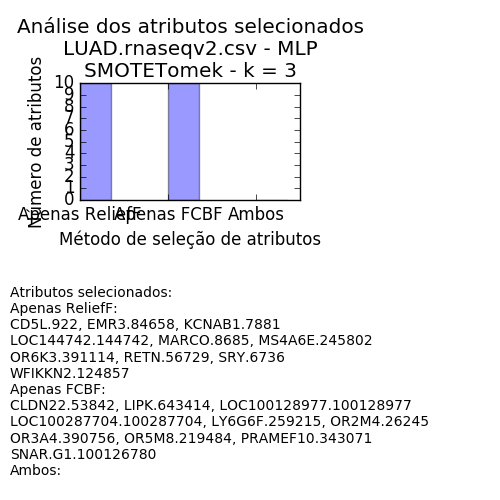 Análise dos atributos selecionados
LUAD.rnaseqv2.csv - MLP
SMOTETomek - k = 3
Número de atributos
10
9
8
7
6
5
4
3
2
1
0
Apenas ReliefF
Apenas FCBF
Ambos
Método de seleção de atributos
Atributos selecionados:
Apenas ReliefF:
CD5L.922, EMR3.84658, KCNAB1.7881
LOC144742.144742, MARCO.8685, MS4A6E.245802
OR6K3.391114, RETN.56729, SRY.6736
WFIKKN2.124857
Apenas FCBF:
CLDN22.53842, LIPK.643414, LOC100128977.100128977
LOC100287704.100287704, LY6G6F.259215, OR2M4.26245
OR3A4.390756, OR5M8.219484, PRAMEF10.343071
SNAR.G1.100126780
Ambos: